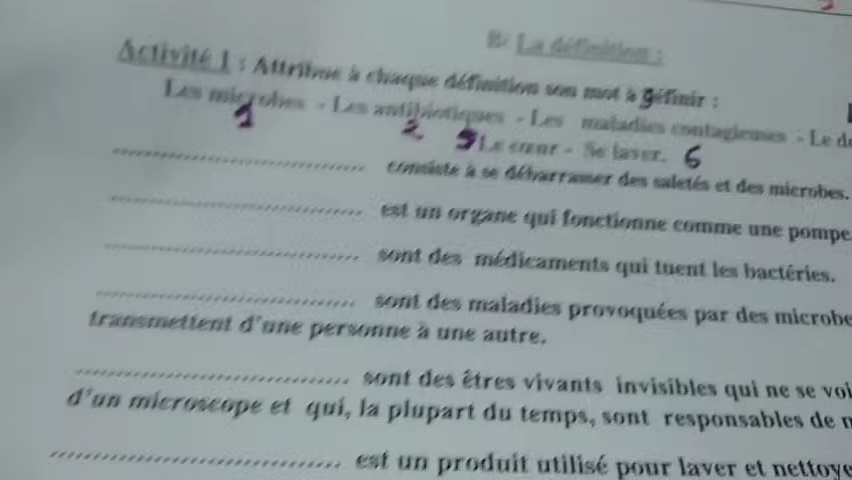 B/ La définition :
Activité 1 : Attribue à chaque définition son mot à définir :
Les microbes - Les antibiotiques - Les maladies contagieuses - Le
1 2 5 Le cœur - Se laver. 6
........................ consiste à se débarrasser des saletés et des microbes.
........................ est un organe qui fonctionne comme une pompe
........................ sont des médicaments qui tuent les bactéries.
........................ sont des maladies provoquées par des microbe
transmettent d'une personne à une autre.
........................ sont des êtres vivants invisibles qui ne se voi
d'un microscope et qui, la plupart du temps, sont responsables de
........................ est un produit utilisé pour laver et nettoye